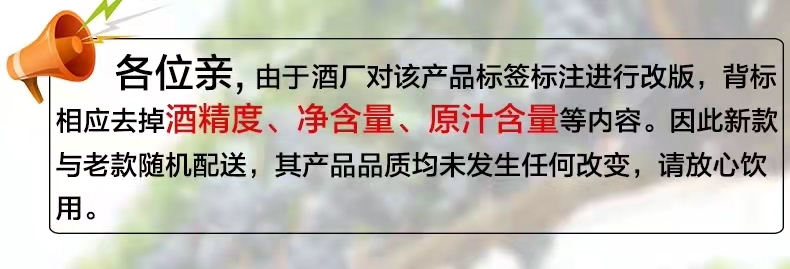 各位亲,由于酒厂对该产品标签标注进行改版，背标
相应去掉酒精度、净含量、原汁含量等内容。因此新款
与老款随机配送，其产品品质均未发生任何改变，请放心饮
用。